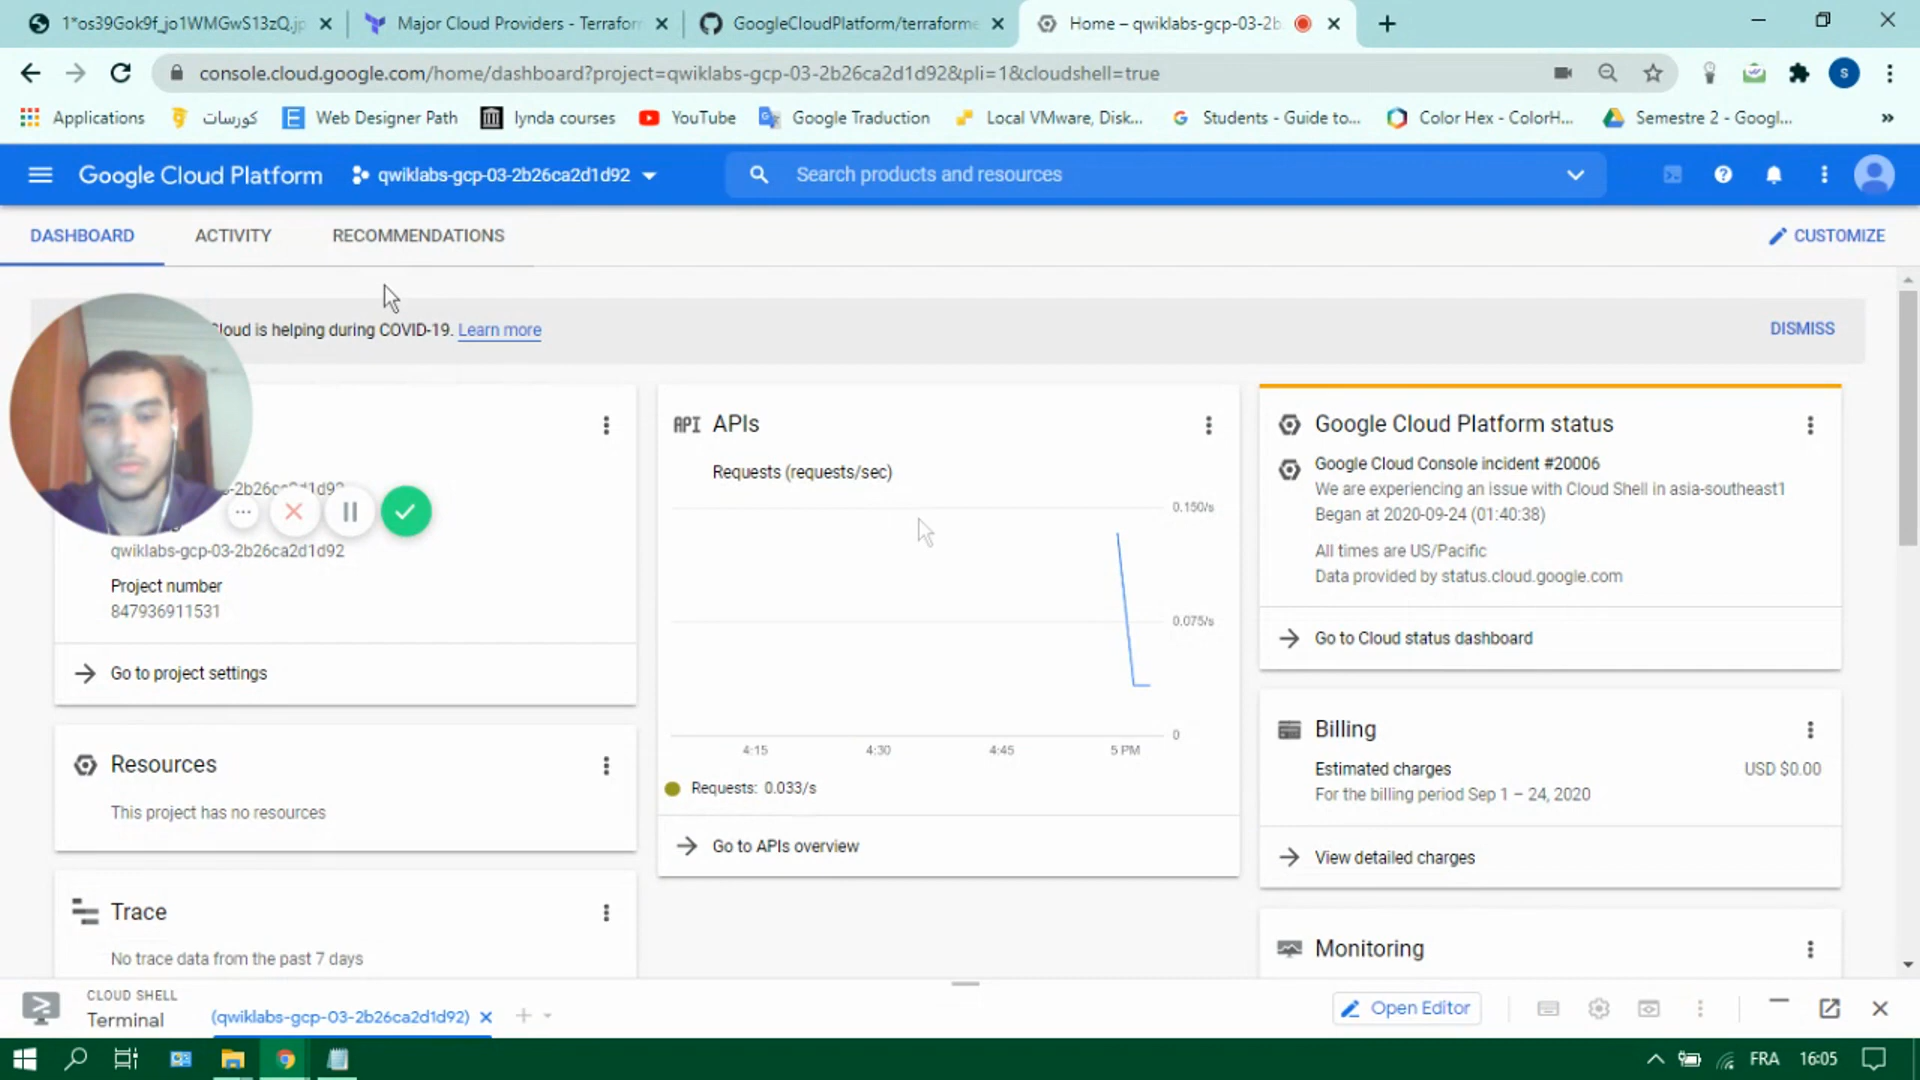 1*os39Gok9f_jo1WMGwS13zQ.jp
Major Cloud Providers - Terrafor
GoogleCloudPlatform/terraforme
Home – qwiklabs-gcp-03-2b
console.cloud.google.com/home/dashboard?project=qwiklabs-gcp-03-2b26ca2d1d92&pli=1&cloudshell=true
S
Applications
كورسات
Web Designer Path
lynda courses
YouTube
Google Traduction
Local VMware, Disk...
Students - Guide to...
Color Hex - ColorH...
Semestre 2 - Googl...
»
Google Cloud Platform
qwiklabs-gcp-03-2b26ca2d1d92
Search products and resources
DASHBOARD
ACTIVITY
RECOMMENDATIONS
CUSTOMIZE
Cloud is helping during COVID-19. Learn more
DISMISS
-2b26ca2d1d92
qwiklabs-gcp-03-2b26ca2d1d92
Project number
847936911531
Go to project settings
Resources
This project has no resources
Trace
No trace data from the past 7 days
API APIs
Requests (requests/sec)
0.150/s
0.075/s
0
4:15
4:30
4:45
5 PM
Requests: 0.033/s
Go to APIs overview
Google Cloud Platform status
Google Cloud Console incident #20006
We are experiencing an issue with Cloud Shell in asia-southeast1
Began at 2020-09-24 (01:40:38)
All times are US/Pacific
Data provided by status.cloud.google.com
Go to Cloud status dashboard
Billing
Estimated charges
USD $0.00
For the billing period Sep 1 – 24, 2020
View detailed charges
Monitoring
CLOUD SHELL
Terminal
(qwiklabs-gcp-03-2b26ca2d1d92)
Open Editor
FRA
16:05